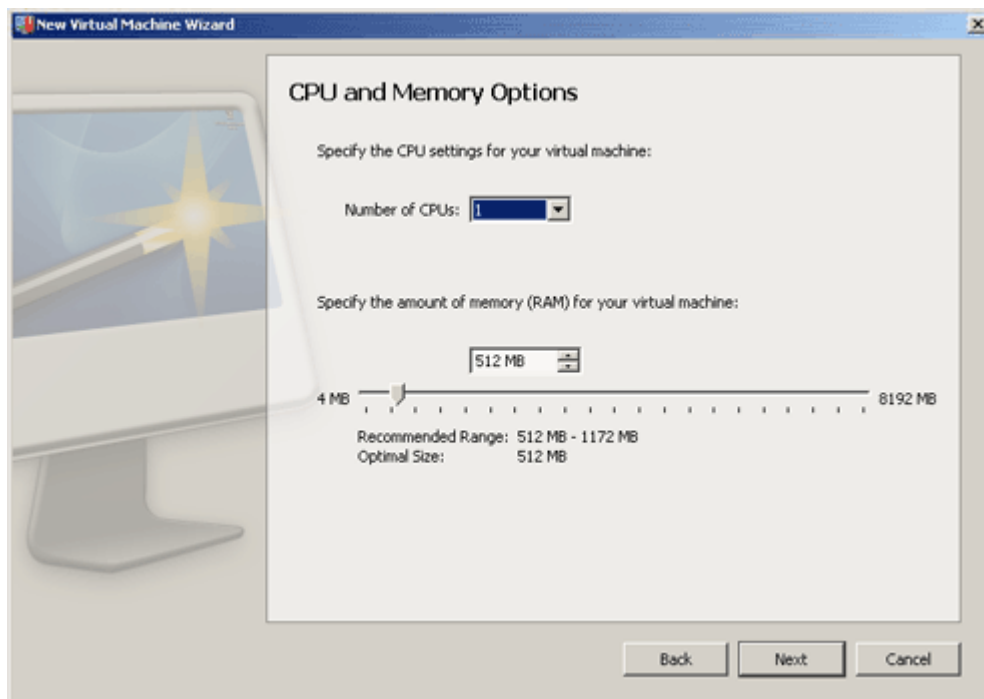 New Virtual Machine Wizard
CPU and Memory Options
Specify the CPU settings for your virtual machine:
Number of CPUs: 1
Specify the amount of memory (RAM) for your virtual machine:
512 MB
4 MB 8192 MB
Recommended Range: 512 MB - 1172 MB
Optimal Size: 512 MB
Back Next Cancel